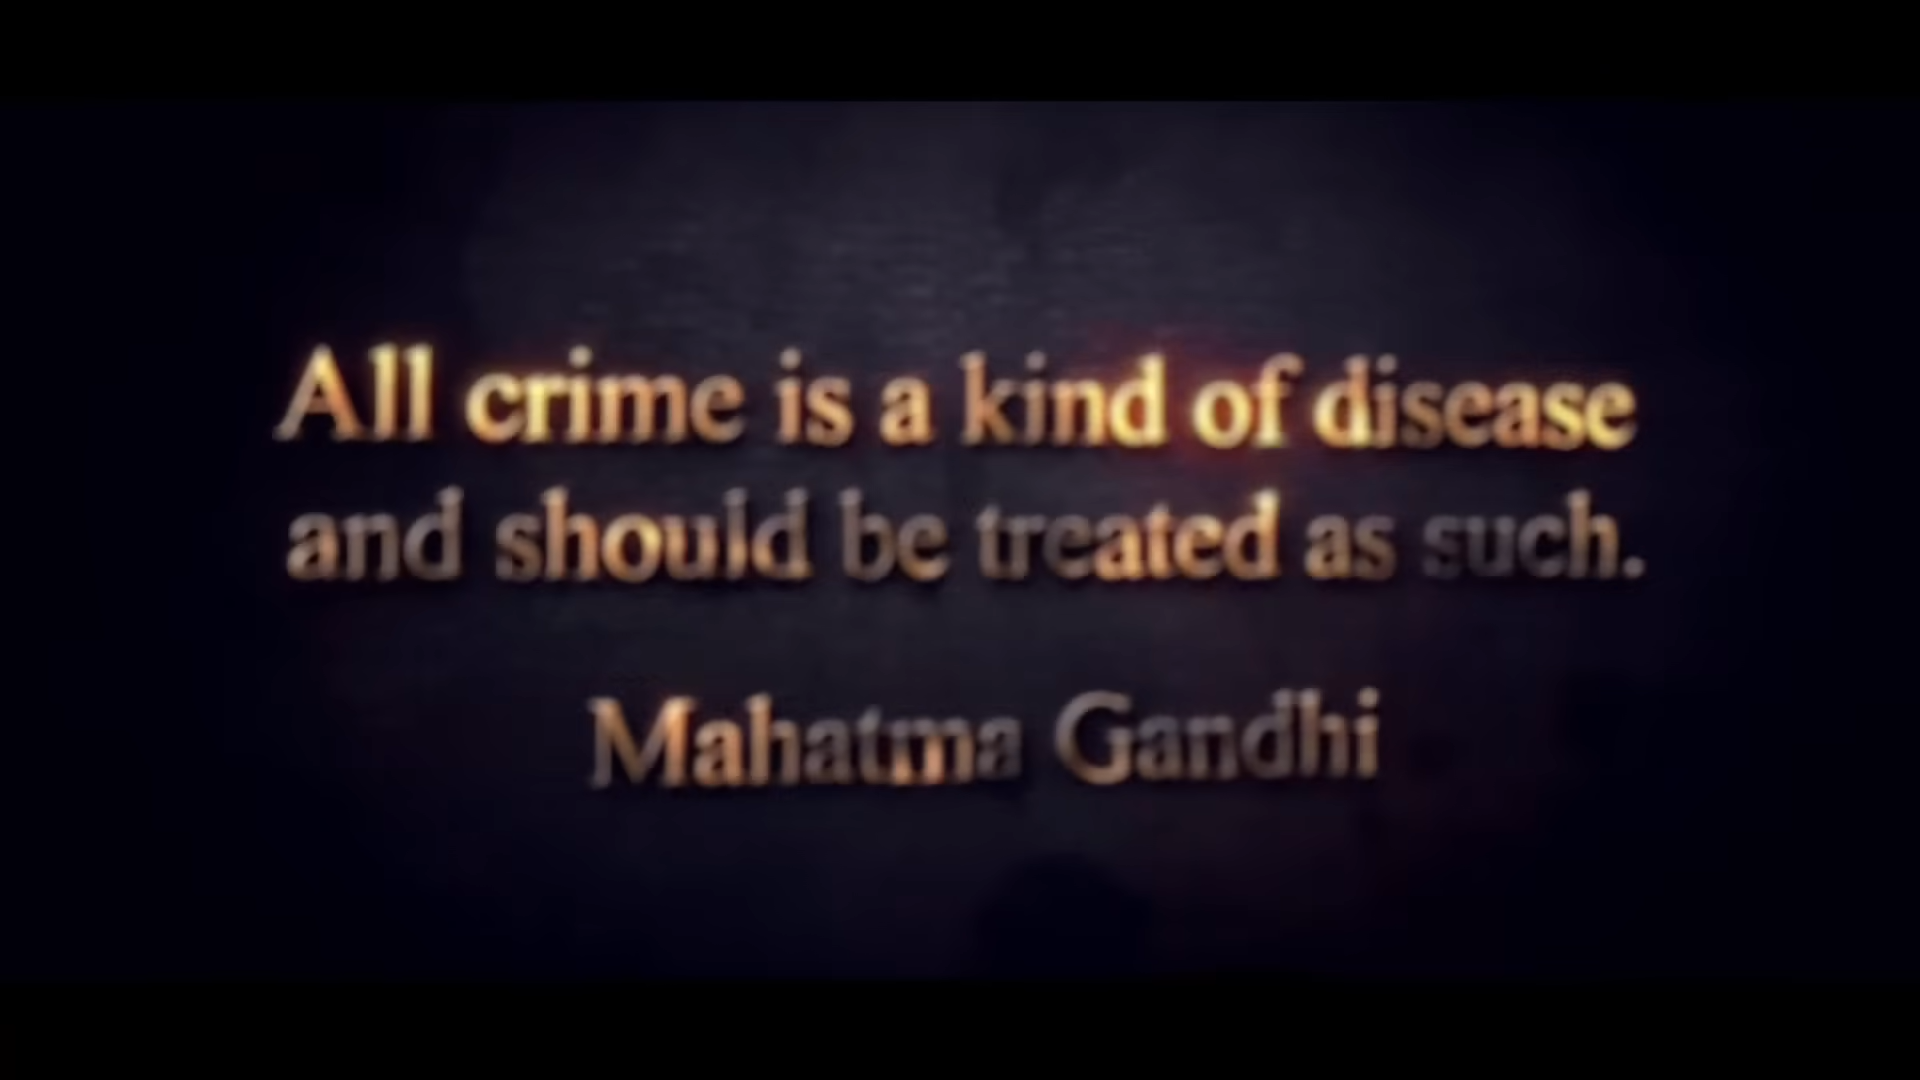 All crime is a kind of disease
and should be treated as such.
Mahatma Gandhi